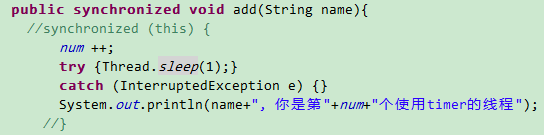 public synchronized void add(String name){
//synchronized (this) {
num ++;
try {Thread.sleep(1);}
catch (InterruptedException e) {}
System.out.println(name+", 你是第"+num+"个使用timer的线程");
//}